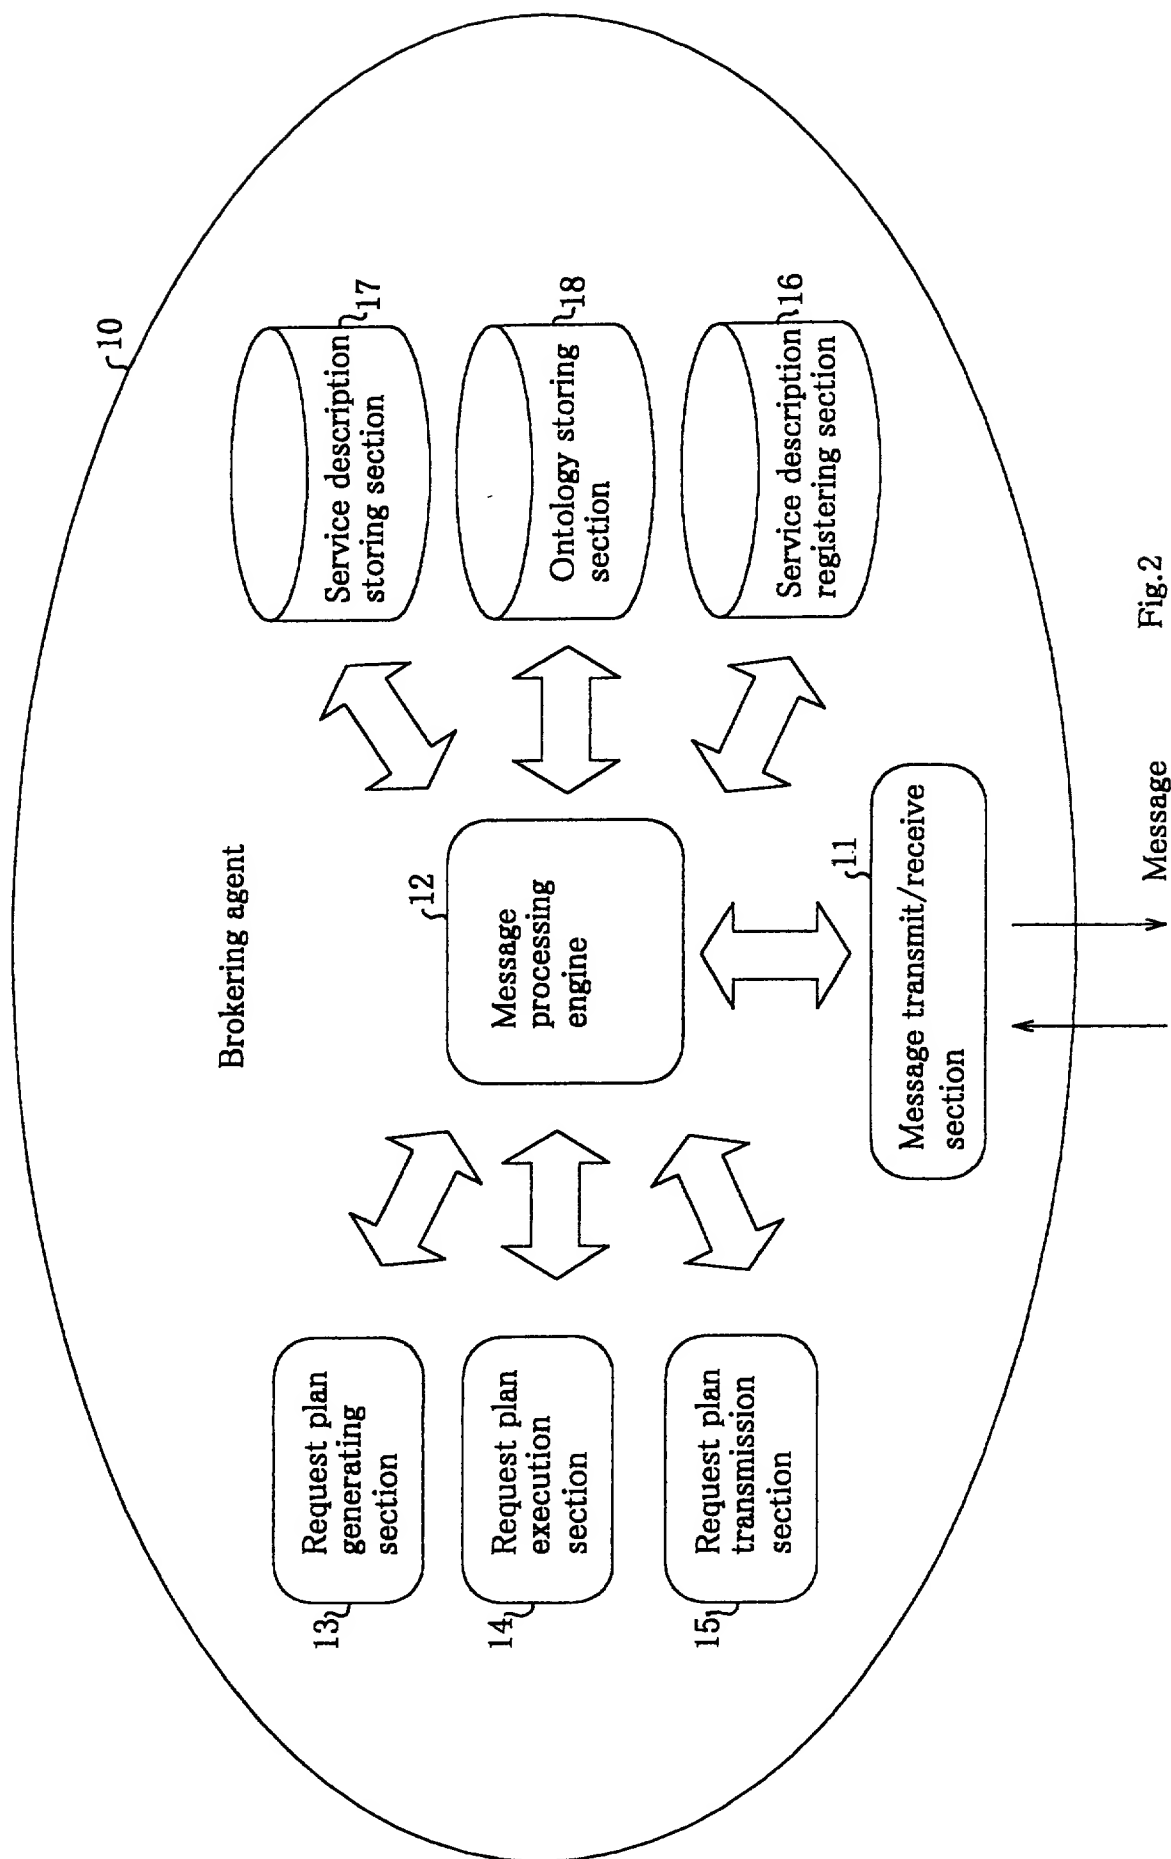 10
Brokering agent
13
Request plan
generating
section
14
Request plan
execution
section
15
Request plan
transmission
section
12
Message
processing
engine
11
Message transmit/receive
section
17
Service description
storing section
18
Ontology storing
section
16
Service description
registering section
Message
Fig.2